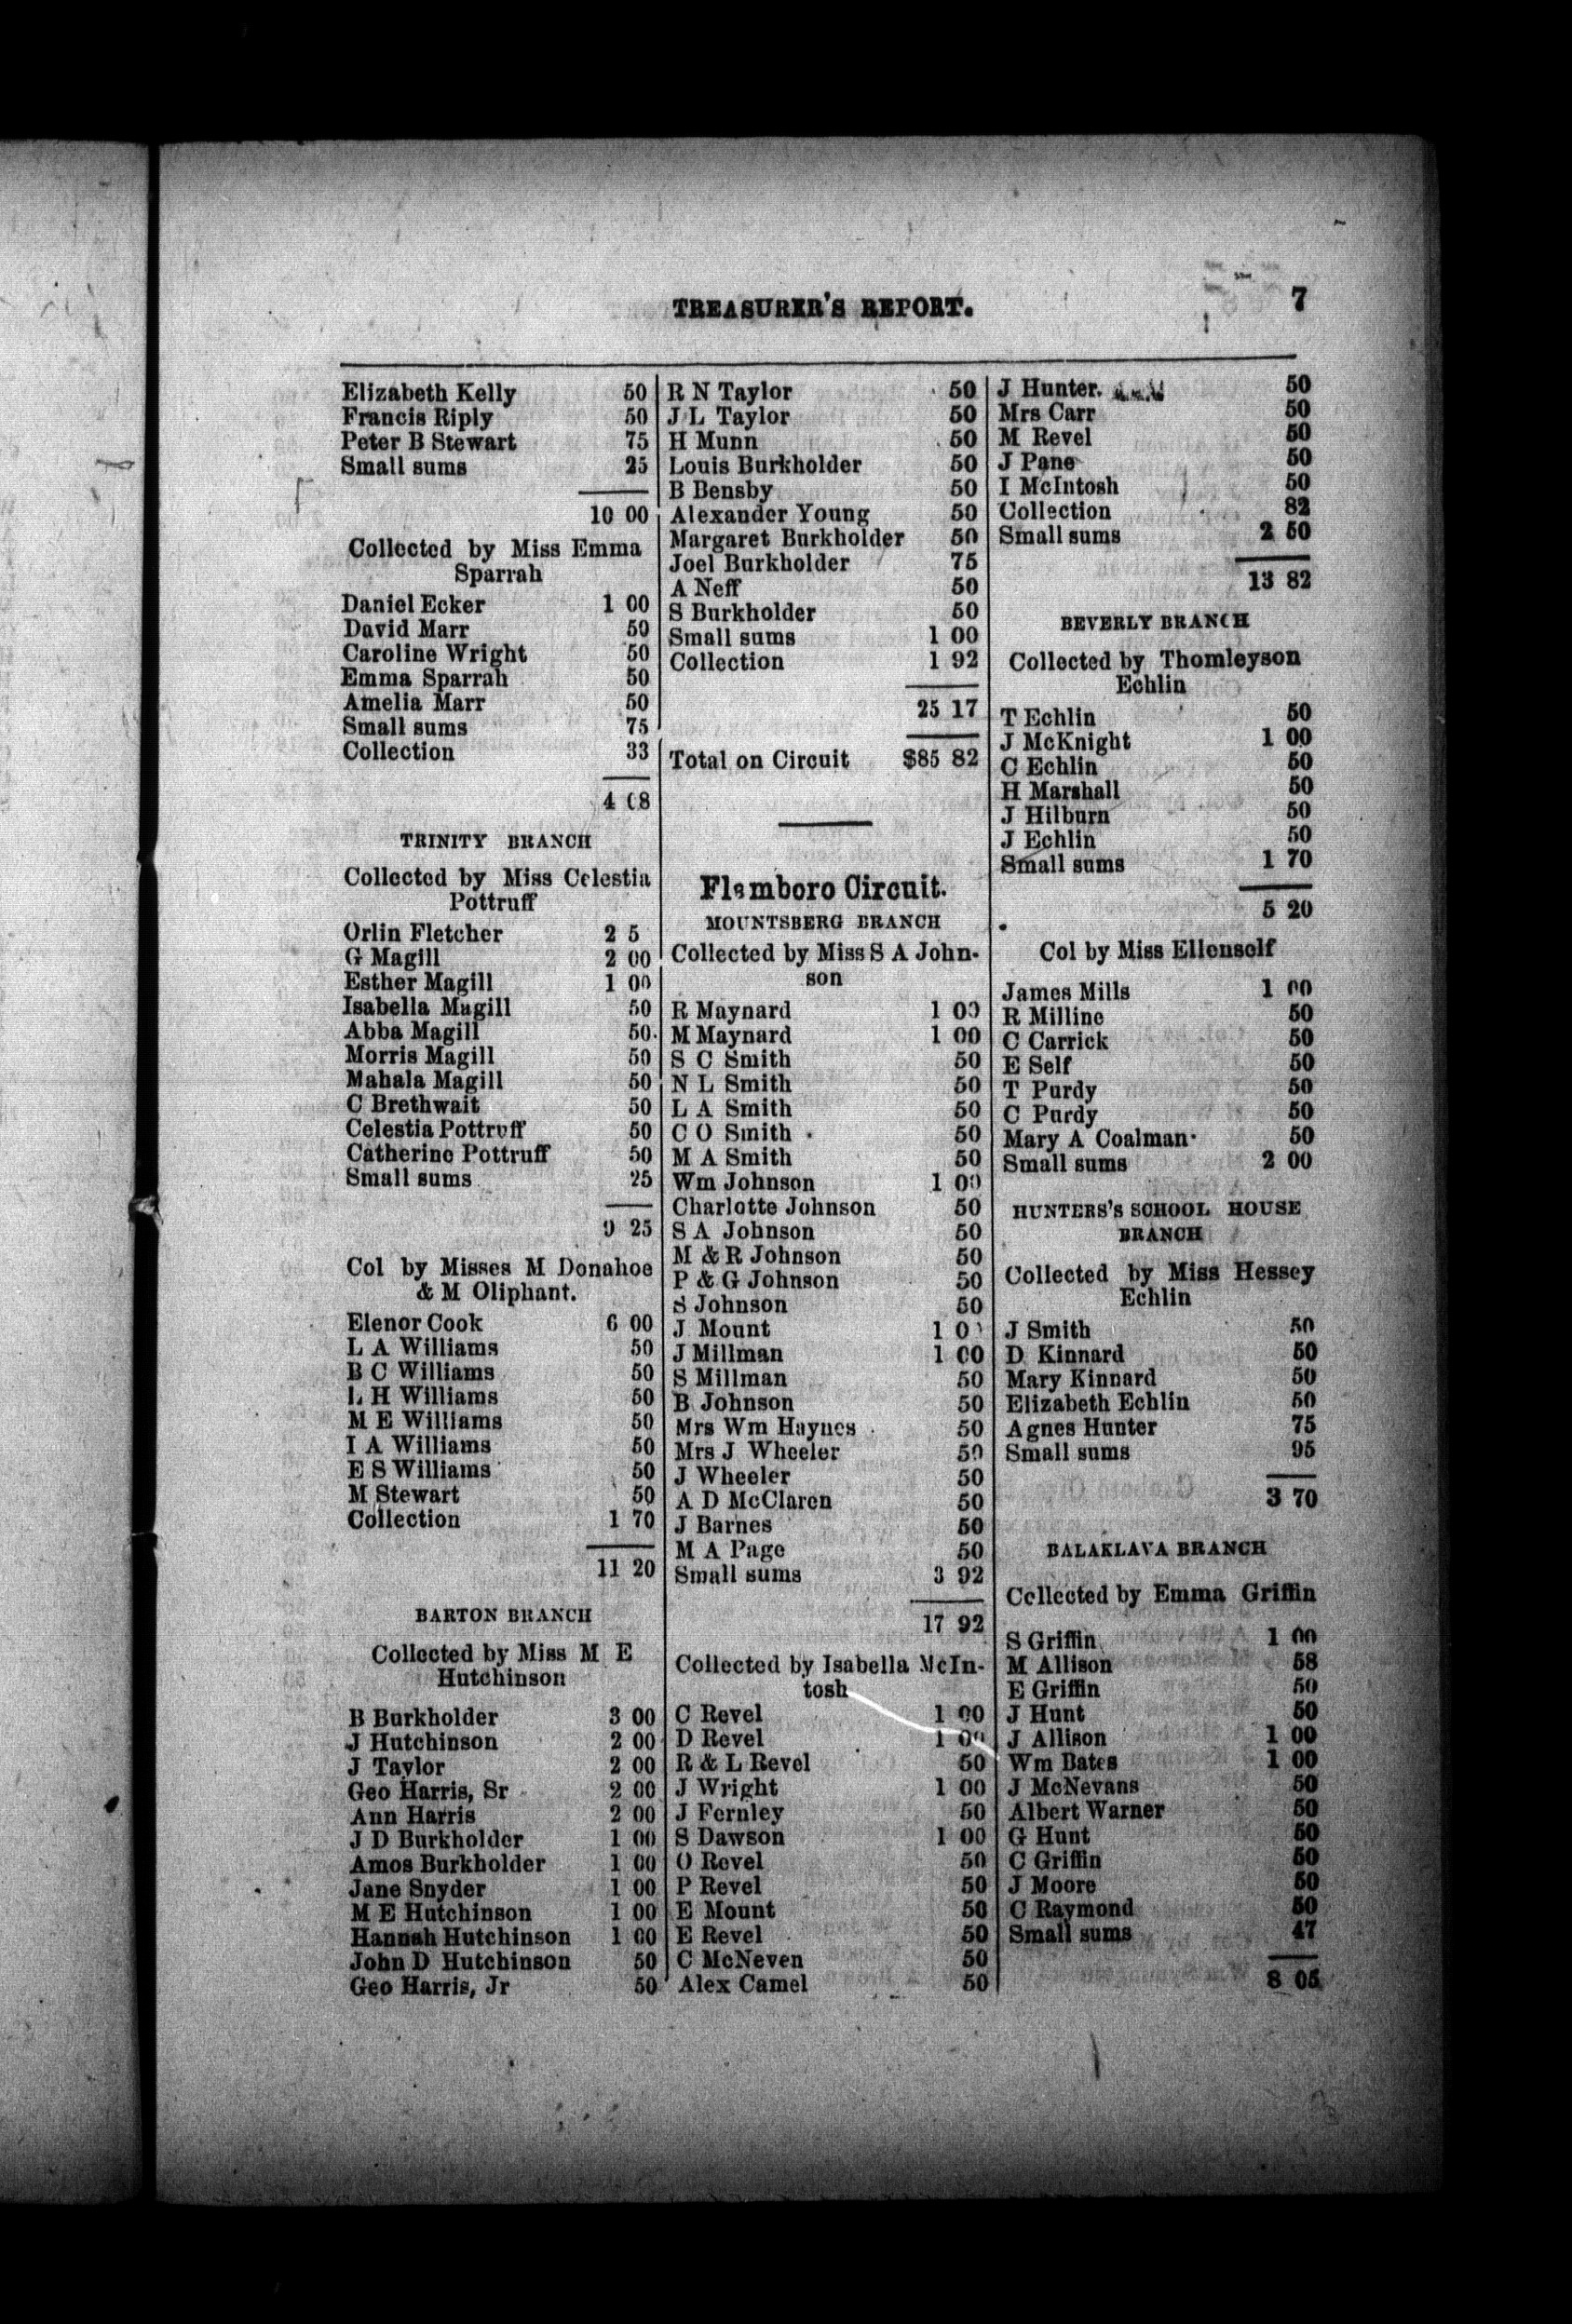 TREASURER'S REPORT.
7
Elizabeth Kelly 50
Francis Riply 50
Peter B Stewart 75
Small sums 25
10 00
Collected by Miss Emma
Sparrah
Daniel Ecker 1 00
David Marr 50
Caroline Wright 50
Emma Sparrah 50
Amelia Marr 50
Small sums 75
Collection 33
4 08
TRINITY BRANCH
Collected by Miss Celestia
Pottruff
Orlin Fletcher 2 5
G Magill 2 00
Esther Magill 1 00
Isabella Magill 50
Abba Magill 50
Morris Magill 50
Mahala Magill 50
C Brethwait 50
Celestia Pottruff 50
Catherine Pottruff 50
Small sums 25
9 25
Col by Misses M Donahoe
& M Oliphant.
Elenor Cook 6 00
L A Williams 50
B C Williams 50
L H Williams 50
M E Williams 50
I A Williams 50
E S Williams 50
M Stewart 50
Collection 1 70
11 20
BARTON BRANCH
Collected by Miss M E
Hutchinson
B Burkholder 3 00
J Hutchinson 2 00
J Taylor 2 00
Geo Harris, Sr 2 00
Ann Harris 2 00
J D Burkholder 1 00
Amos Burkholder 1 00
Jane Snyder 1 00
M E Hutchinson 1 00
Hannah Hutchinson 1 00
John D Hutchinson 50
Geo Harris, Jr 50
R N Taylor 50
J L Taylor 50
H Munn 50
Louis Burkholder 50
B Bensby 50
Alexander Young 50
Margaret Burkholder 50
Joel Burkholder 75
A Neff 50
S Burkholder 50
Small sums 1 00
Collection 1 92
25 17
Total on Circuit $85 82
Flamboro Circuit.
MOUNTSBERG BRANCH
Collected by Miss S A John-
son
R Maynard 1 00
M Maynard 1 00
S C Smith 50
N L Smith 50
L A Smith 50
C O Smith 50
M A Smith 50
Wm Johnson 1 00
Charlotte Johnson 50
S A Johnson 50
M & R Johnson 50
P & G Johnson 50
S Johnson 50
J Mount 1 0
J Millman 1 00
S Millman 50
B Johnson 50
Mrs Wm Haynes 50
Mrs J Wheeler 50
J Wheeler 50
A D McClaren 50
J Barnes 50
M A Page 50
Small sums 3 92
17 92
Collected by Isabella McIn-
tosh
C Revel 1 00
D Revel 1 00
R & L Revel 50
J Wright 1 00
J Fernley 50
S Dawson 1 00
O Revel 50
P Revel 50
E Mount 50
E Revel 50
C McNeven 50
Alex Camel 50
J Hunter. 50
Mrs Carr 50
M Revel 50
J Pane 50
I McIntosh 50
Collection 82
Small sums 2 50
13 82
BEVERLY BRANCH
Collected by Thomleyson
Echlin
T Echlin 50
J McKnight 1 00
C Echlin 50
H Marshall 50
J Hilburn 50
J Echlin 50
Small sums 1 70
5 20
Col by Miss Ellenself
James Mills 1 00
R Milline 50
C Carrick 50
E Self 50
T Purdy 50
C Purdy 50
Mary A Coalman 50
Small sums 2 00
HUNTERS'S SCHOOL HOUSE
BRANCH
Collected by Miss Hessey
Echlin
J Smith 50
D Kinnard 50
Mary Kinnard 50
Elizabeth Echlin 50
Agnes Hunter 75
Small sums 95
3 70
BALAKLAVA BRANCH
Collected by Emma Griffin
S Griffin 1 00
M Allison 58
E Griffin 50
J Hunt 50
J Allison 1 00
Wm Bates 1 00
J McNevans 50
Albert Warner 50
G Hunt 50
C Griffin 50
J Moore 50
C Raymond 50
Small sums 47
8 05